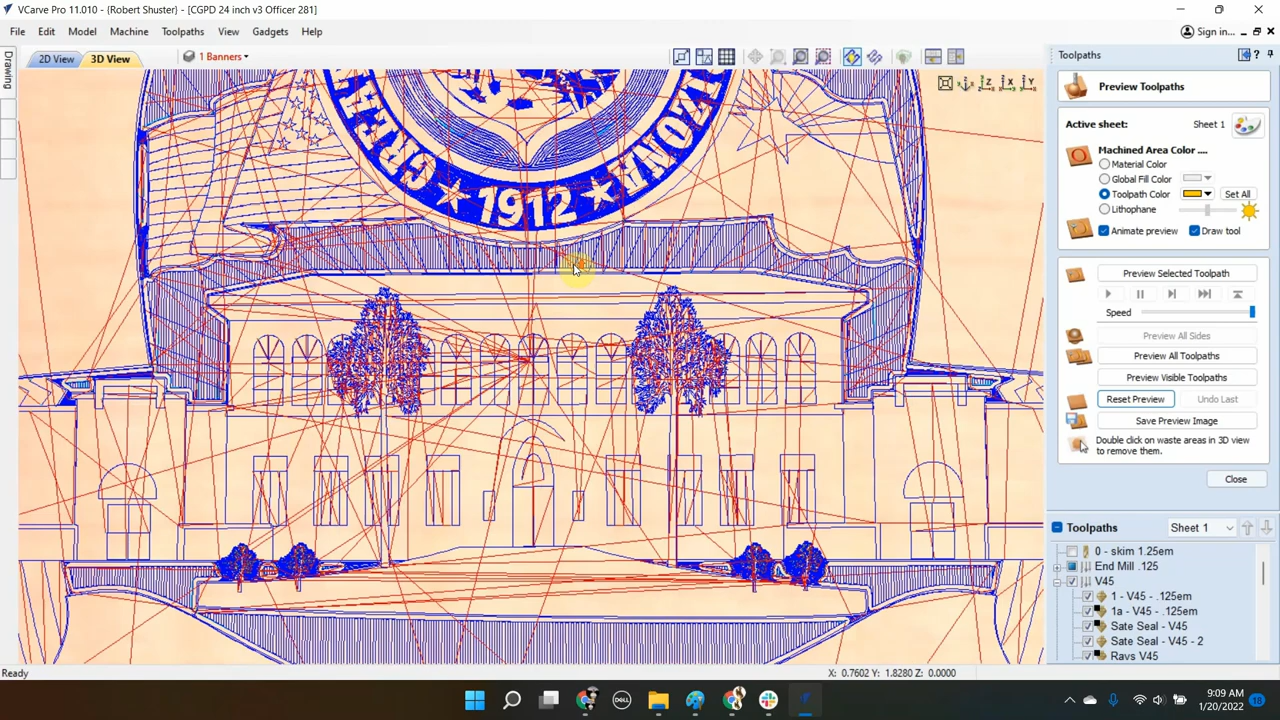 VCarve Pro 11.010 - {Robert Shuster} - [CGPD 24 inch v3 Officer 281]
File Edit Model Machine Toolpaths View Gadgets Help
Sign in...
Drawing
2D View 3D View 1 Banners
Z X Y
ARIZONA
1912
Toolpaths
Preview Toolpaths
Active sheet: Sheet 1
Machined Area Color ....
Material Color
Global Fill Color
Toolpath Color Set All
Lithophane
Animate preview Draw tool
Preview Selected Toolpath
Speed
Preview All Sides
Preview All Toolpaths
Preview Visible Toolpaths
Reset Preview Undo Last
Save Preview Image
Double click on waste areas in 3D view
to remove them.
Close
Toolpaths Sheet 1
0 - skim 1.25em
End Mill .125
V45
1 - V45 - .125em
1a - V45 - .125em
Sate Seal - V45
Sate Seal - V45 - 2
Rays V45
Ready X: 0.7602 Y: 1.8280 Z: 0.0000
DELL
9:09 AM
1/20/2022
18